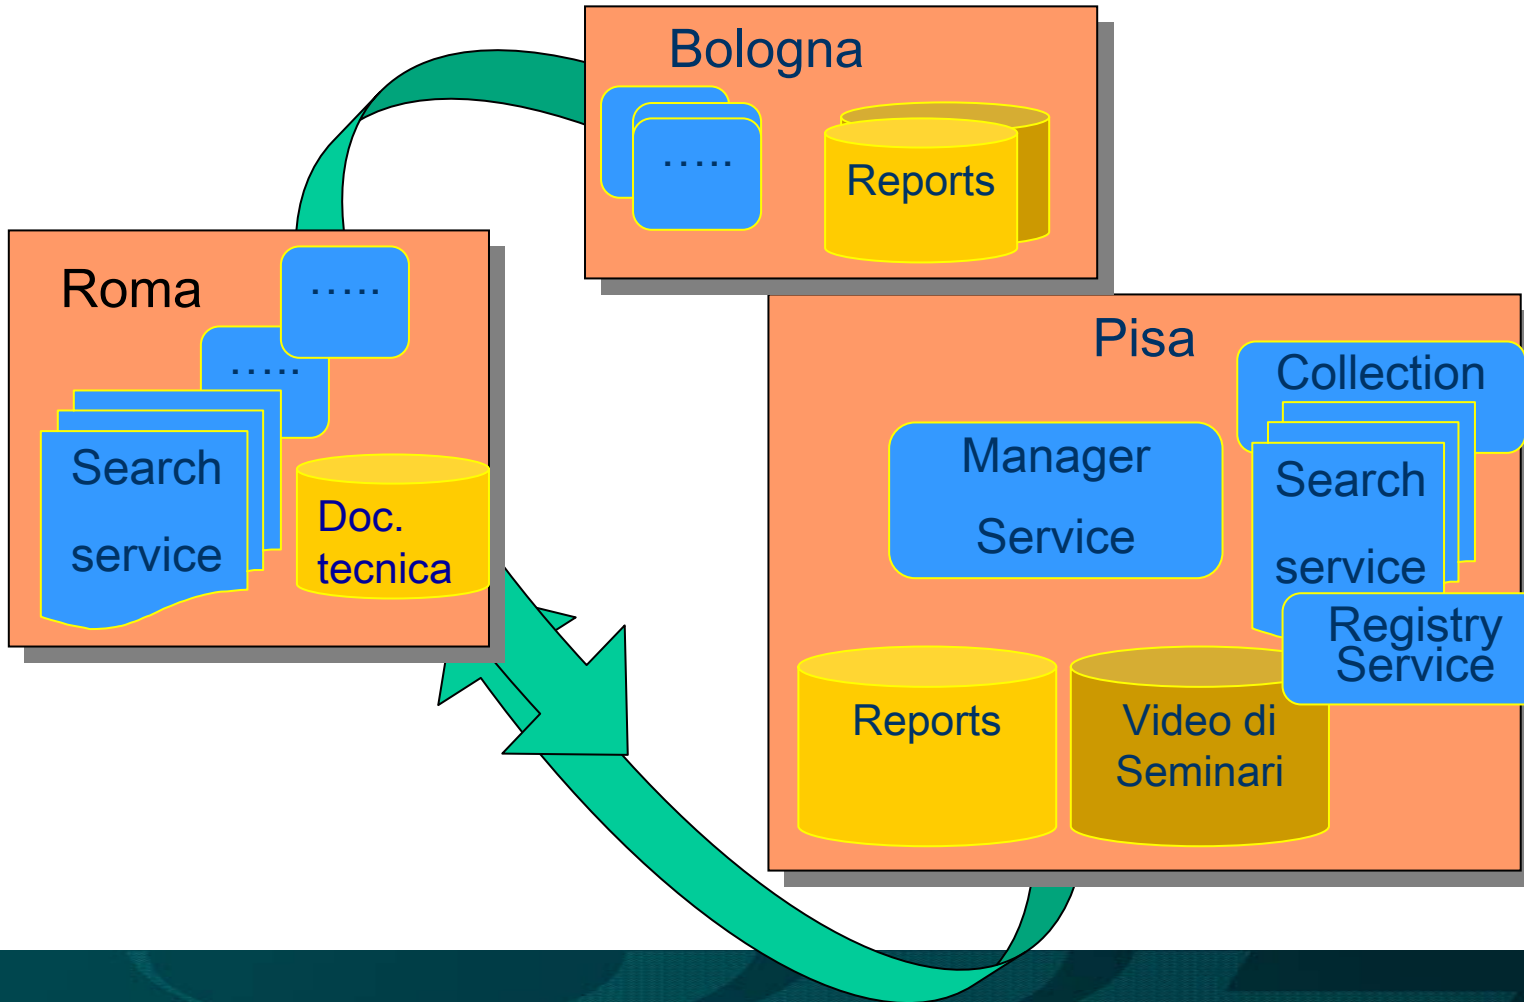 Bologna
.....
Reports
Roma
.....
.....
Search
service
Doc.
tecnica
Pisa
Collection
Manager
Service
Search
service
Registry
Service
Reports
Video di
Seminari